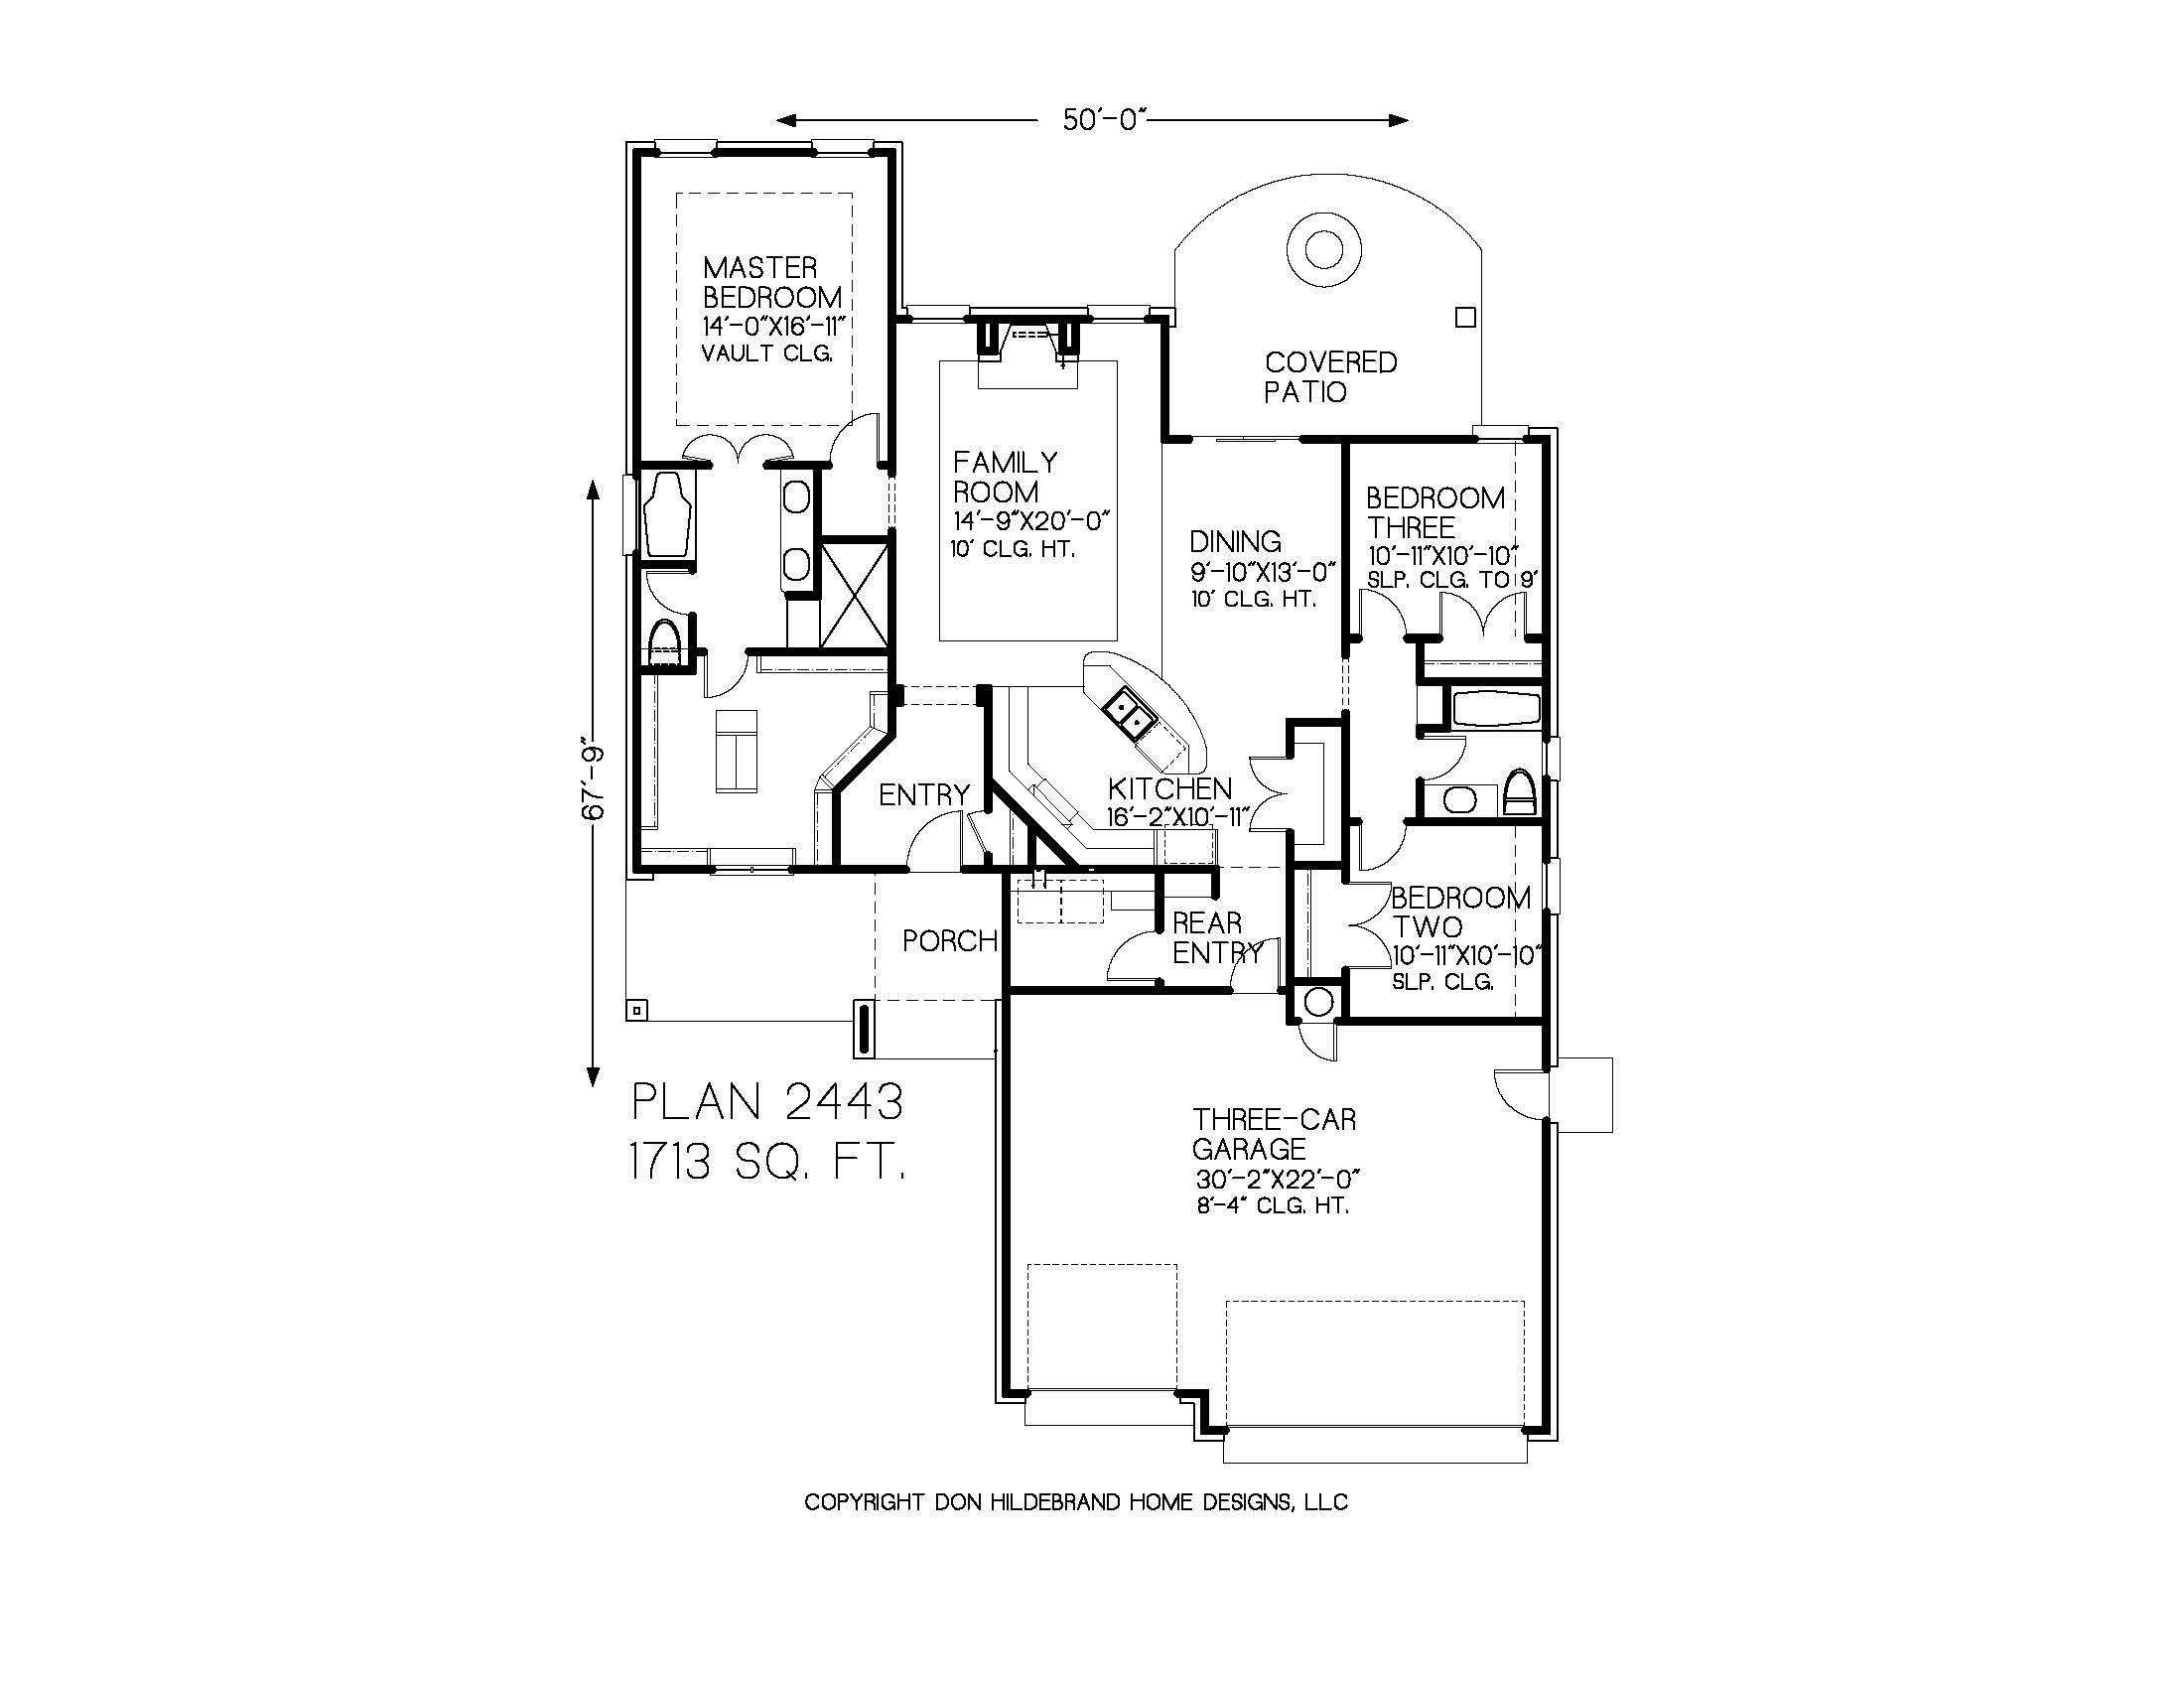 50'-0"
MASTER
BEDROOM
14'-0"X16'-11"
VAULT CLG.
COVERED
PATIO
FAMILY
ROOM
14'-9"X20'-0"
10' CLG. HT.
DINING
9'-10"X13'-0"
10' CLG. HT.
BEDROOM
THREE
10'-11"X10'-10"
SLP. CLG. TO 9'
67'-9"
ENTRY
KITCHEN
16'-2"X10'-11"
PORCH
REAR
ENTRY
BEDROOM
TWO
10'-11"X10'-10"
SLP. CLG.
PLAN 2443
1713 SQ. FT.
THREE-CAR
GARAGE
30'-2"X22'-0"
8'-4" CLG. HT.
COPYRIGHT DON HILDEBRAND HOME DESIGNS, LLC